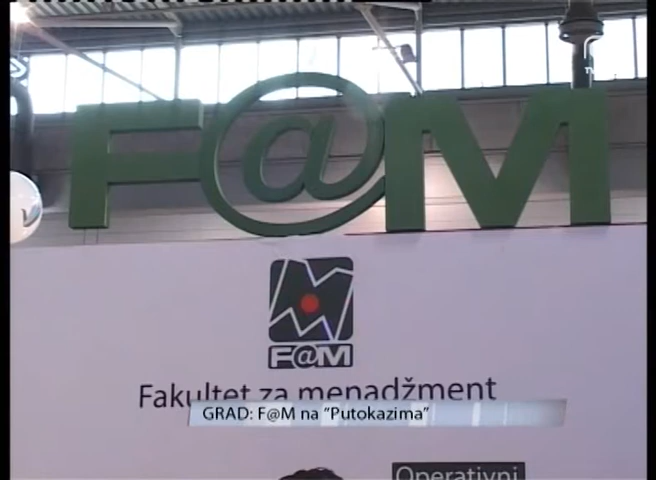 F@M
F@M
Fakultet za menadžment
GRAD: F@M na "Putokazima"
Operativni